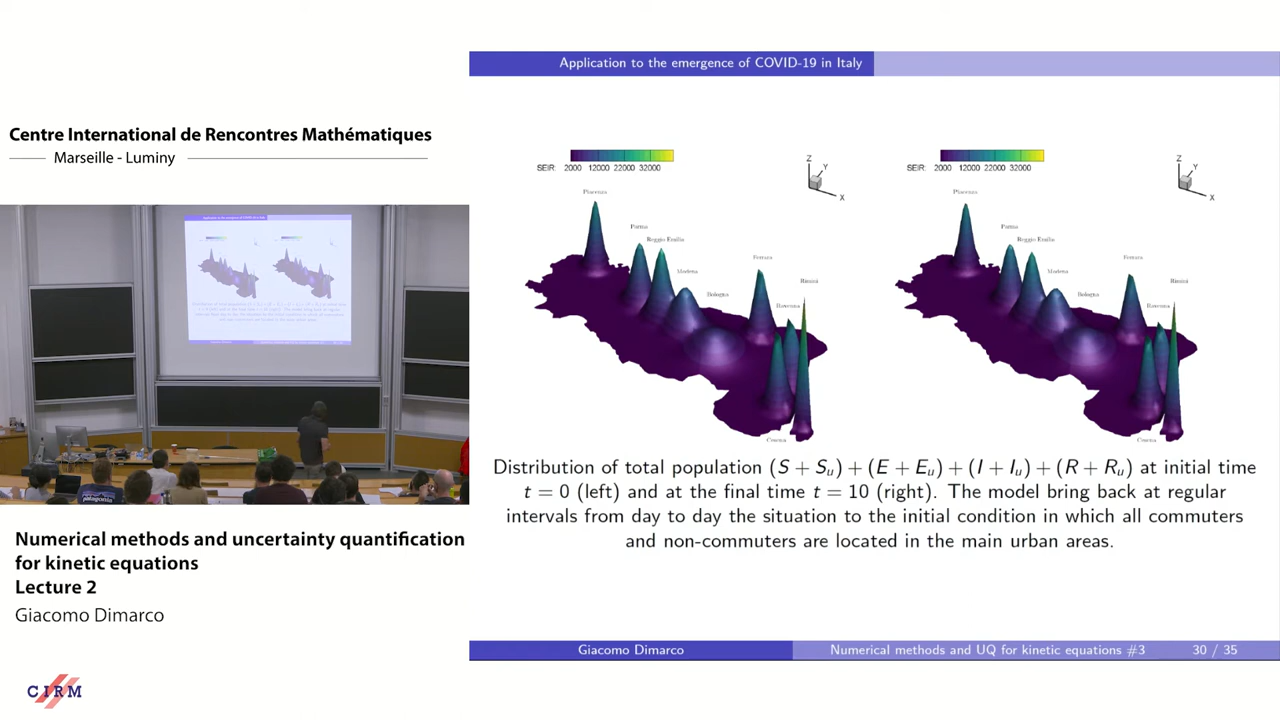 Centre International de Rencontres Mathématiques
Marseille - Luminy
Numerical methods and uncertainty quantification
for kinetic equations
Lecture 2
Giacomo Dimarco
CIRM
Application to the emergence of COVID-19 in Italy
SEIR: 2000 12000 22000 32000
Z
Y
X
Piacenza
Parma
Reggio Emilia
Modena
Bologna
Ferrara
Rimini
Ravenna
Cesena
SEIR: 2000 12000 22000 32000
Z
Y
X
Piacenza
Parma
Reggio Emilia
Modena
Bologna
Ferrara
Rimini
Ravenna
Cesena
Distribution of total population (S + Sᵤ) + (E + Eᵤ) + (I + Iᵤ) + (R + Rᵤ) at initial time
t = 0 (left) and at the final time t = 10 (right). The model bring back at regular
intervals from day to day the situation to the initial condition in which all commuters
and non-commuters are located in the main urban areas.
Giacomo Dimarco
Numerical methods and UQ for kinetic equations #3
30 / 35
patagonia